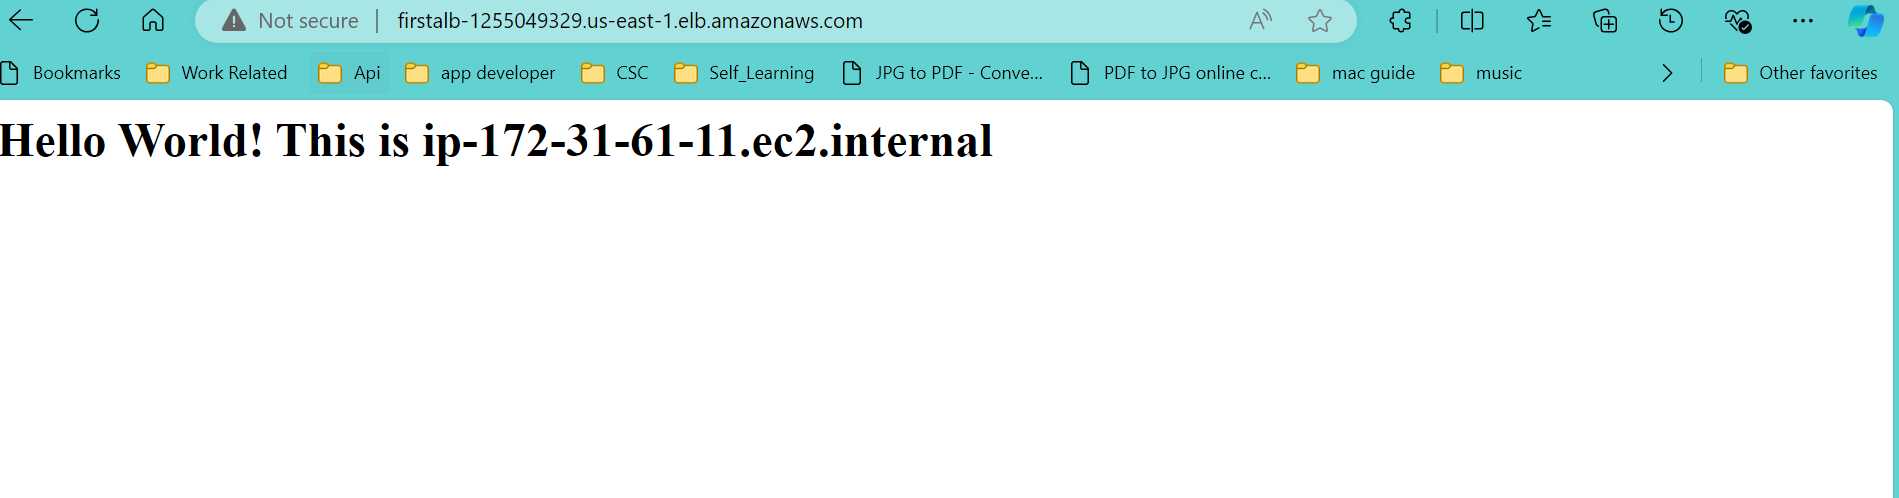 Not secure | firstalb-1255049329.us-east-1.elb.amazonaws.com
Bookmarks Work Related Api app developer CSC Self_Learning JPG to PDF - Conve... PDF to JPG online c... mac guide music Other favorites
Hello World! This is ip-172-31-61-11.ec2.internal